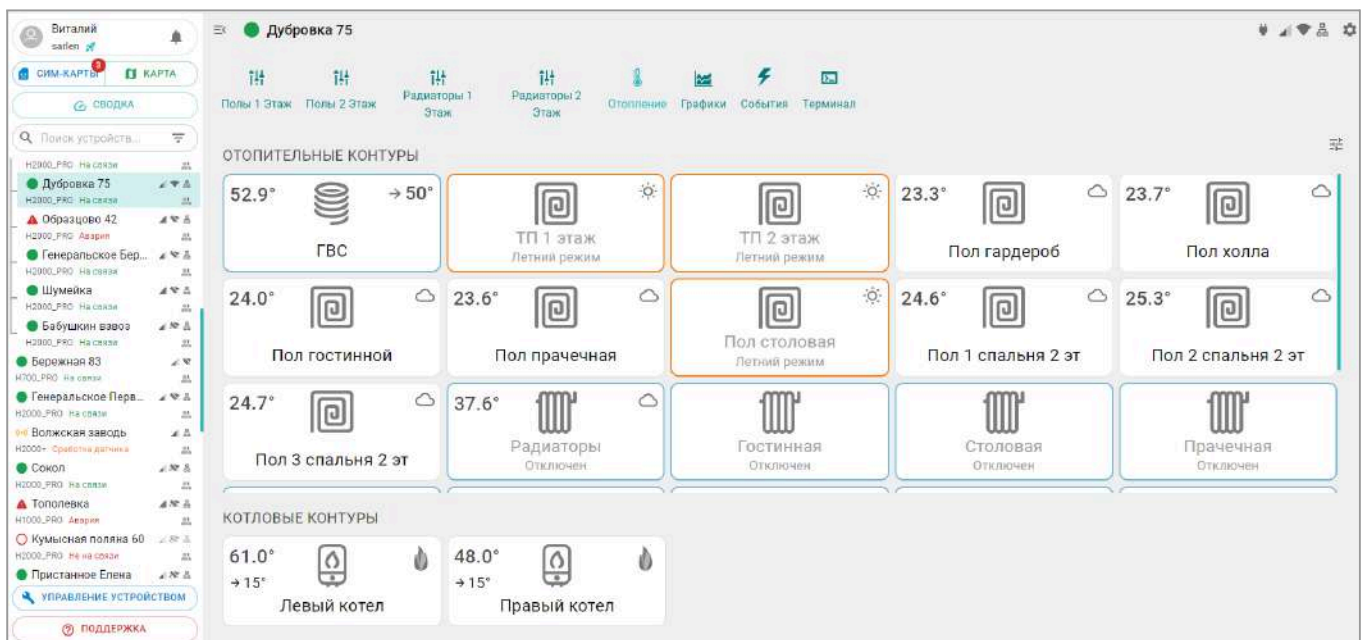 Виталий
sarlen
СИМ-КАРТЫ
3
КАРТА
СВОДКА
Поиск устройств...
H2000_PRO На связи
Дубровка 75
H2000_PRO На связи
Образцово 42
H2000_PRO Авария
Генеральское Бер...
H2000_PRO На связи
Шумейка
H2000_PRO На связи
Бабушкин взвоз
H2000_PRO На связи
Бережная 83
H700_PRO На связи
Генеральское Перв...
H2000_PRO На связи
Волжская заводь
H2000+ Сработка датчика
Сокол
H2000_PRO На связи
Тополевка
H1000_PRO Авария
Кумысная поляна 60
H2000_PRO Не на связи
Пристанное Елена
УПРАВЛЕНИЕ УСТРОЙСТВОМ
ПОДДЕРЖКА
Дубровка 75
Полы 1 Этаж
Полы 2 Этаж
Радиаторы 1
Этаж
Радиаторы 2
Этаж
Отопление
Графики
События
Терминал
ОТОПИТЕЛЬНЫЕ КОНТУРЫ
52.9°
→ 50°
ГВС
ТП 1 этаж
Летний режим
ТП 2 этаж
Летний режим
23.3°
Пол гардероб
23.7°
Пол холла
24.0°
Пол гостинной
23.6°
Пол прачечная
Пол столовая
Летний режим
24.6°
Пол 1 спальня 2 эт
25.3°
Пол 2 спальня 2 эт
24.7°
Пол 3 спальня 2 эт
37.6°
Радиаторы
Отключен
Гостинная
Отключен
Столовая
Отключен
Прачечная
Отключен
КОТЛОВЫЕ КОНТУРЫ
61.0°
→ 15°
Левый котел
48.0°
→ 15°
Правый котел